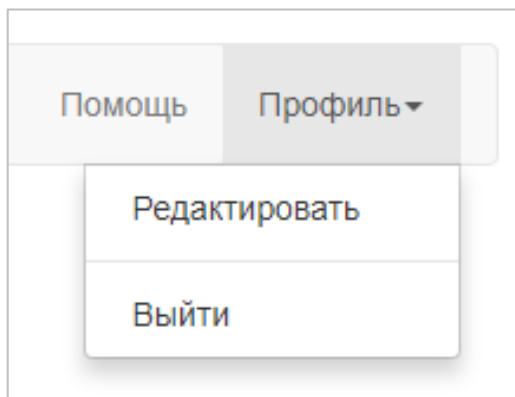 Помощь Профиль
Редактировать
Выйти